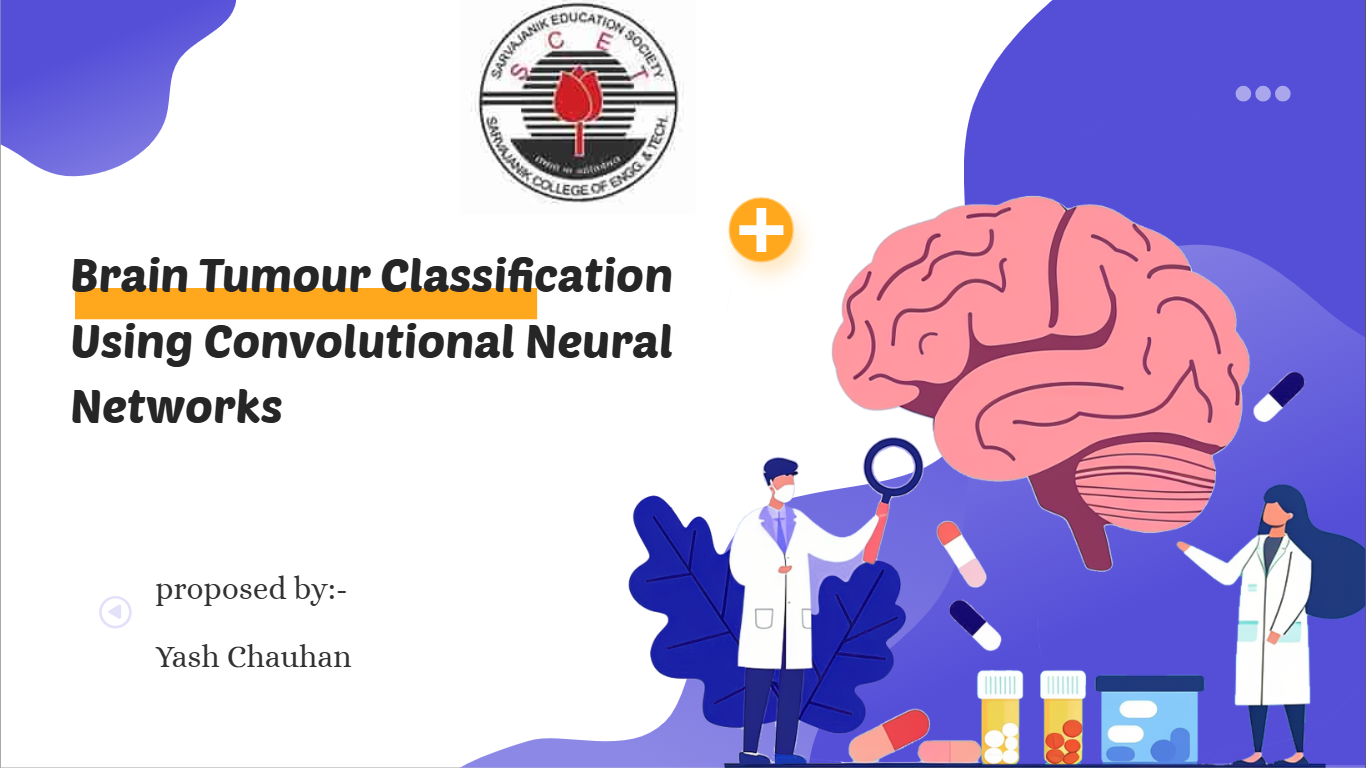 SARVAJANIK EDUCATION SOCIETY
S C E T
SARVAJANIK COLLEGE OF ENGG. & TECH.
Brain Tumour Classification
Using Convolutional Neural
Networks
proposed by:-
Yash Chauhan